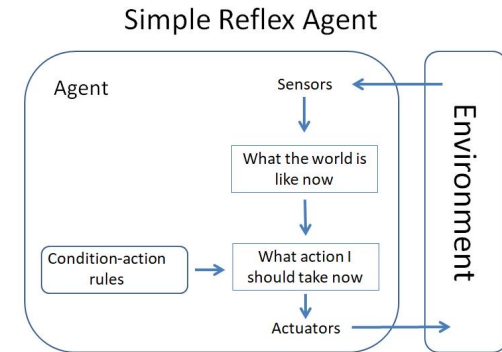 Simple Reflex Agent
Agent
Sensors
What the world is
like now
Condition-action
rules
What action I
should take now
Actuators
Environment